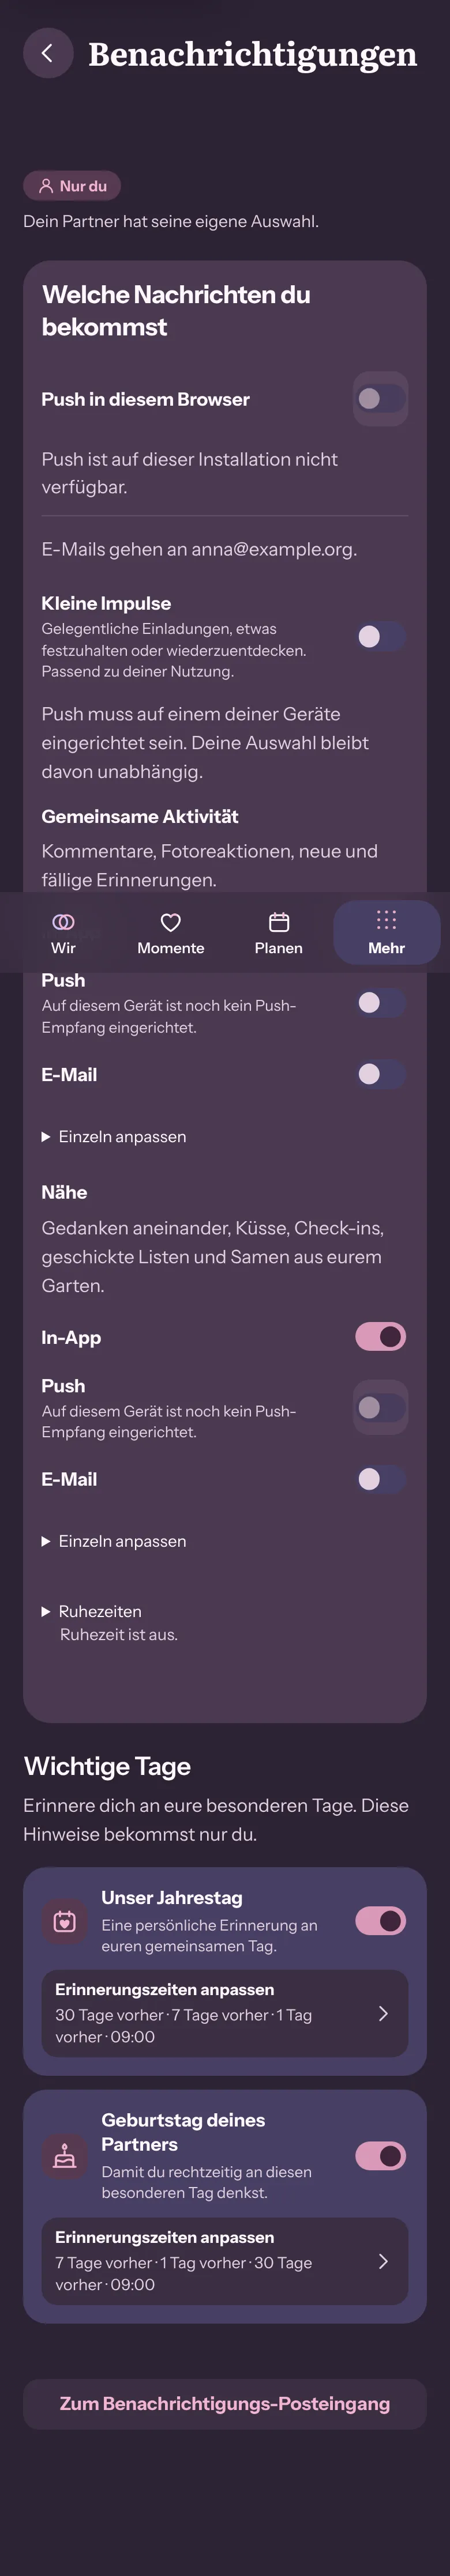 Benachrichtigungen
Nur du
Dein Partner hat seine eigene Auswahl.
Welche Nachrichten du
bekommst
Push in diesem Browser
Push ist auf dieser Installation nicht
verfügbar.
E-Mails gehen an anna@example.org.
Kleine Impulse
Gelegentliche Einladungen, etwas
festzuhalten oder wiederzuentdecken.
Passend zu deiner Nutzung.
Push muss auf einem deiner Geräte
eingerichtet sein. Deine Auswahl bleibt
davon unabhängig.
Gemeinsame Aktivität
Kommentare, Fotoreaktionen, neue und
fällige Erinnerungen.
Wir
Momente
Planen
Mehr
Push
Auf diesem Gerät ist noch kein Push-
Empfang eingerichtet.
E-Mail
Einzeln anpassen
Nähe
Gedanken aneinander, Küsse, Check-ins,
geschickte Listen und Samen aus eurem
Garten.
In-App
Push
Auf diesem Gerät ist noch kein Push-
Empfang eingerichtet.
E-Mail
Einzeln anpassen
Ruhezeiten
Ruhezeit ist aus.
Wichtige Tage
Erinnere dich an eure besonderen Tage. Diese
Hinweise bekommst nur du.
Unser Jahrestag
Eine persönliche Erinnerung an
euren gemeinsamen Tag.
Erinnerungszeiten anpassen
30 Tage vorher · 7 Tage vorher · 1 Tag
vorher · 09:00
Geburtstag deines
Partners
Damit du rechtzeitig an diesen
besonderen Tag denkst.
Erinnerungszeiten anpassen
7 Tage vorher · 1 Tag vorher · 30 Tage
vorher · 09:00
Zum Benachrichtigungs-Posteingang